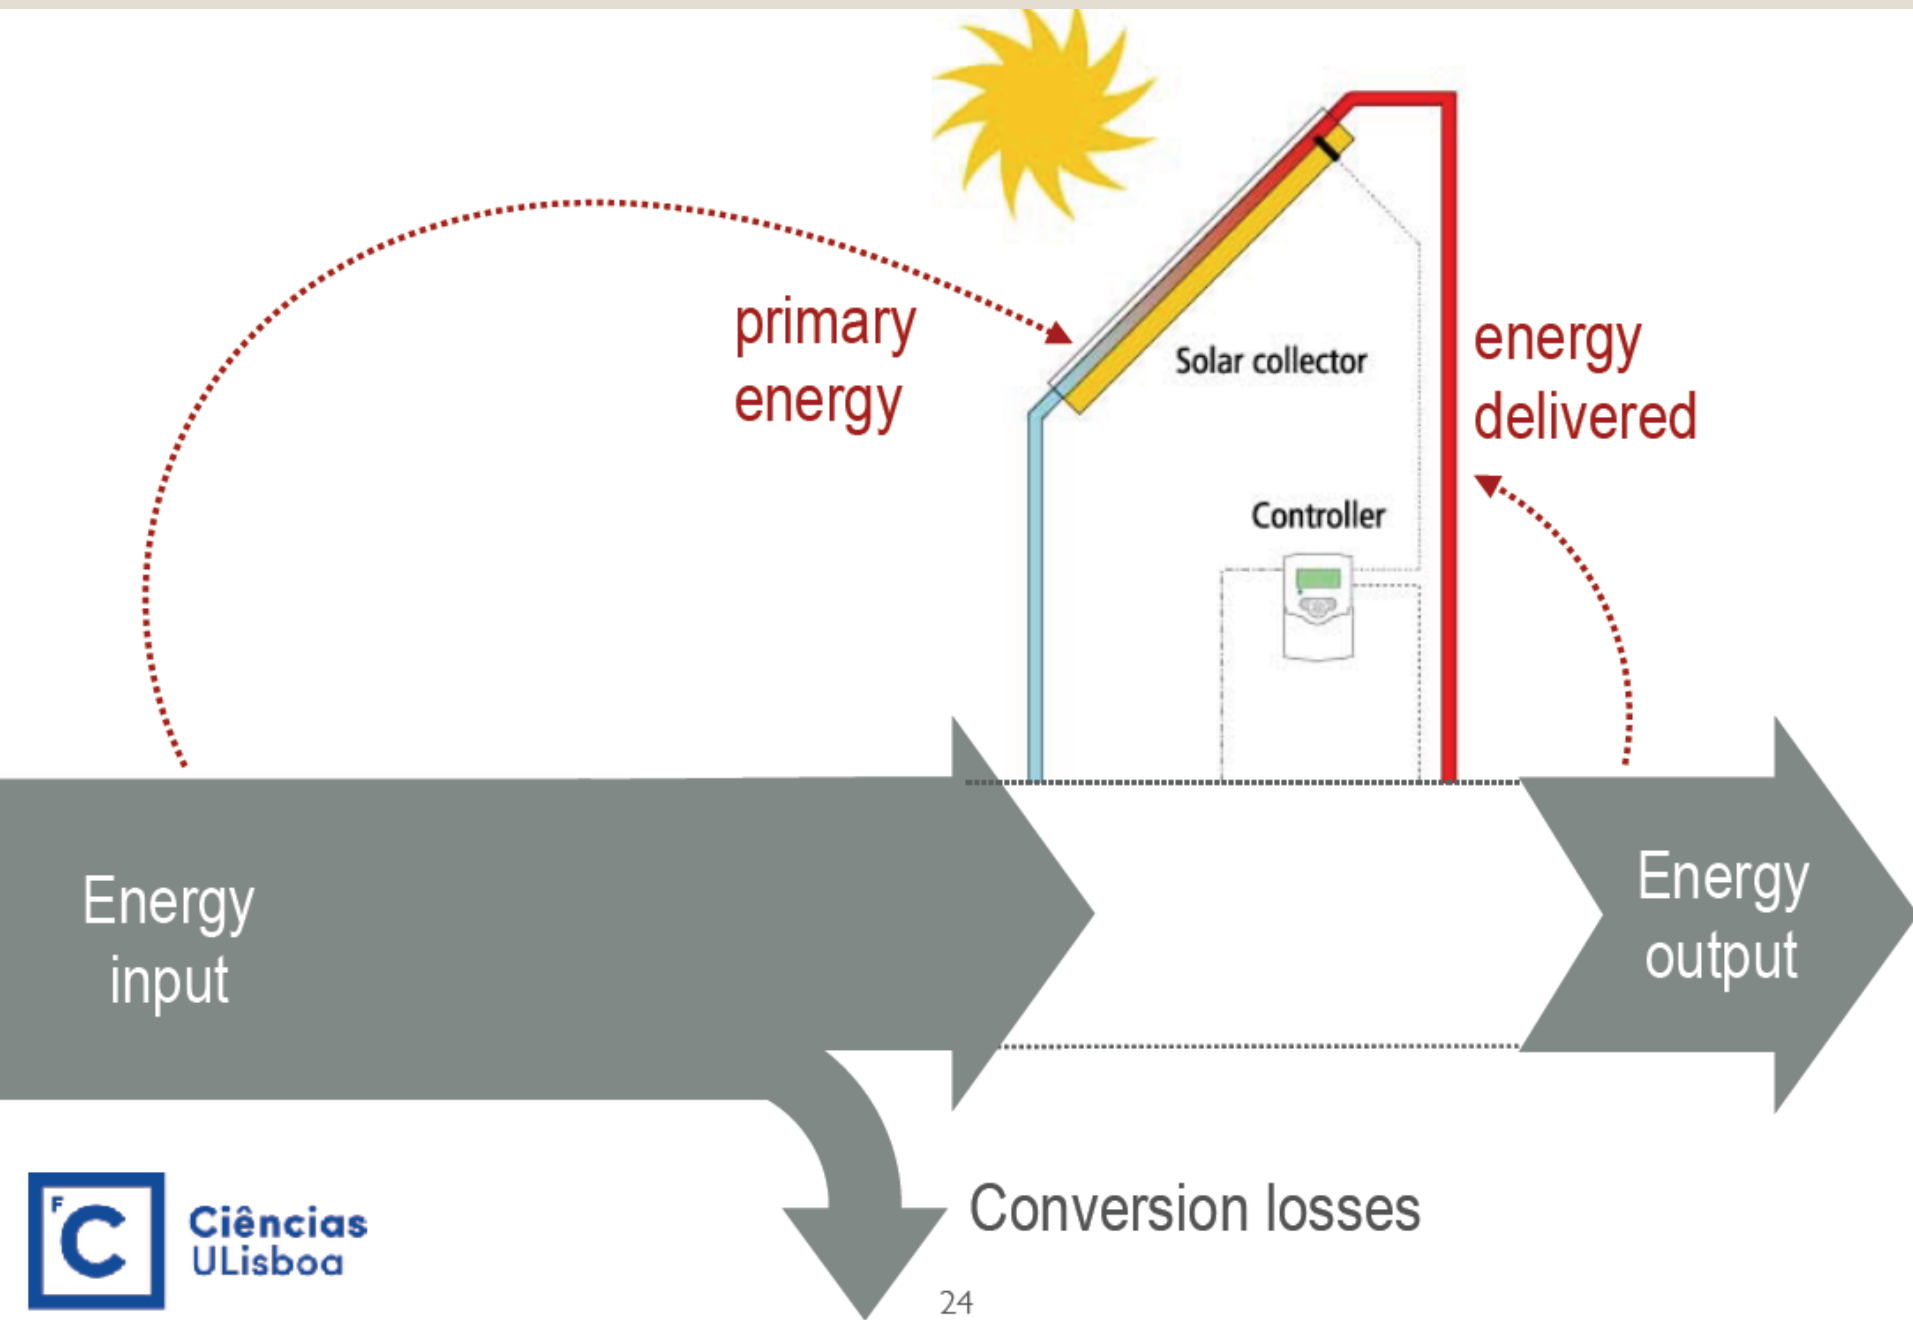 primary
energy
Solar collector
energy
delivered
Controller
Energy
input
Energy
output
Conversion losses
F
C
Ciências
ULisboa
24